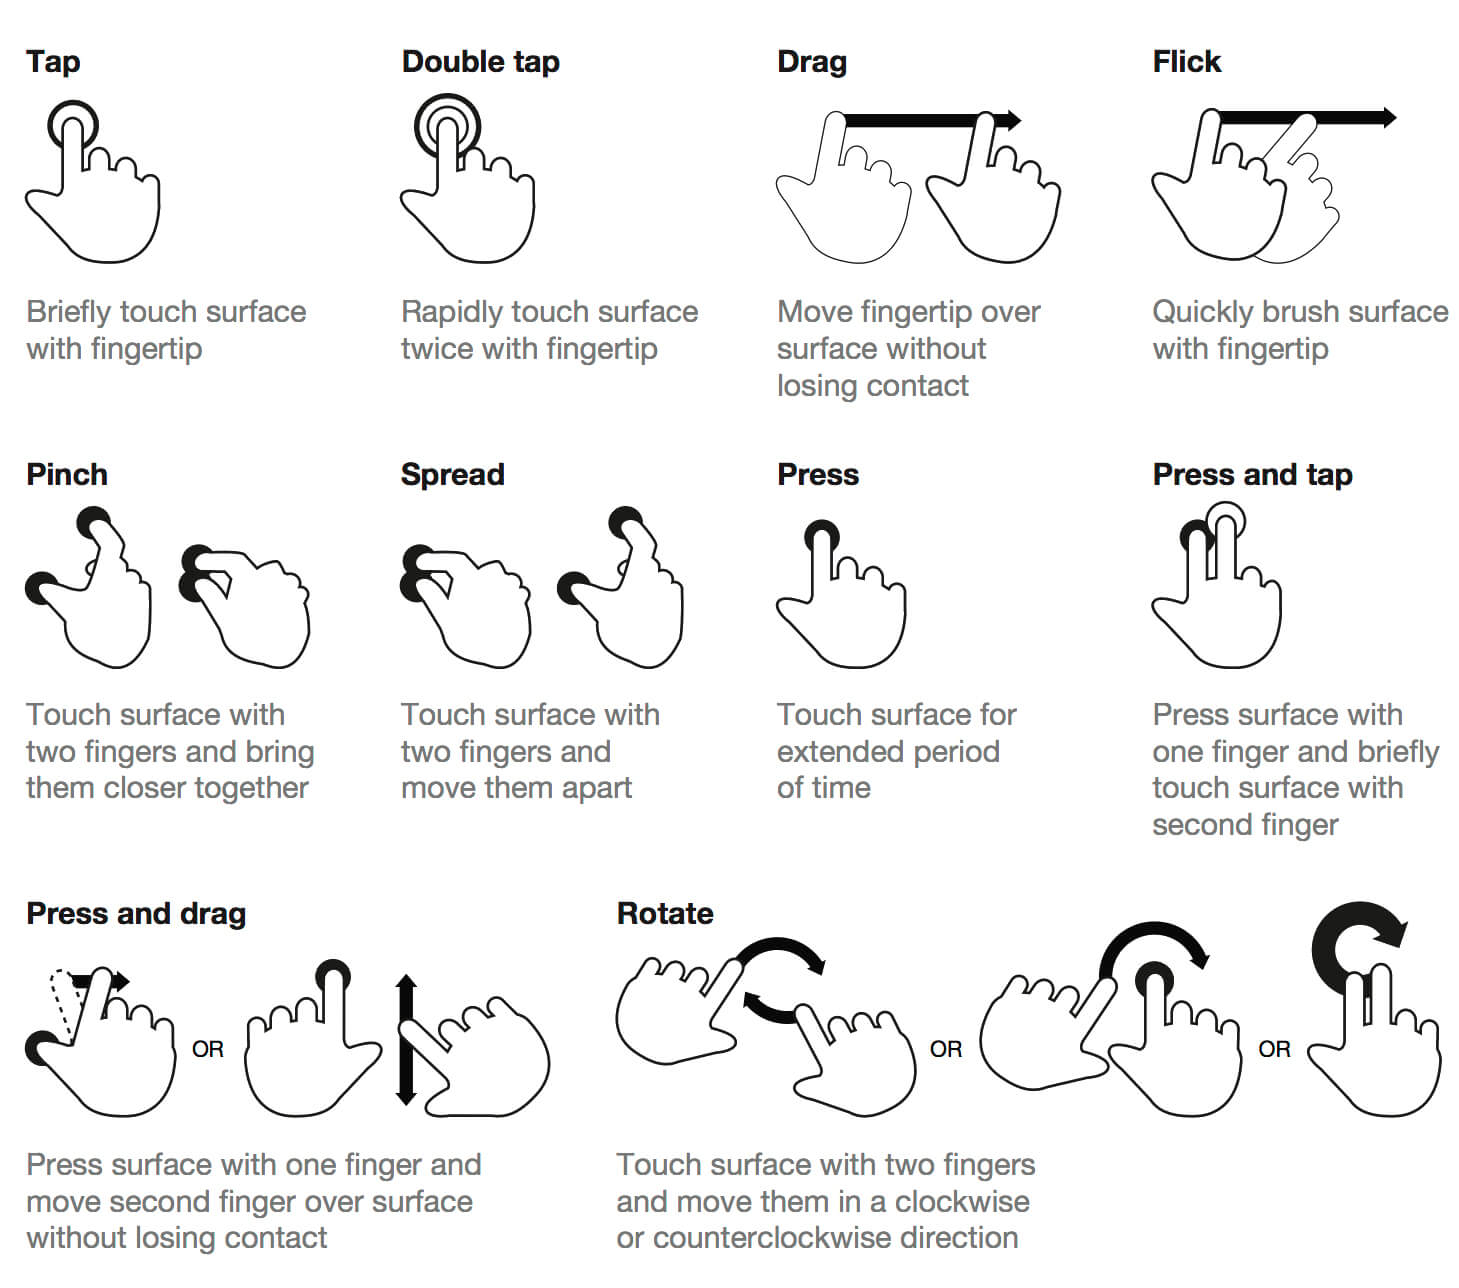 Tap
Briefly touch surface
with fingertip
Double tap
Rapidly touch surface
twice with fingertip
Drag
Move fingertip over
surface without
losing contact
Flick
Quickly brush surface
with fingertip
Pinch
Touch surface with
two fingers and bring
them closer together
Spread
Touch surface with
two fingers and
move them apart
Press
Touch surface for
extended period
of time
Press and tap
Press surface with
one finger and briefly
touch surface with
second finger
Press and drag
OR
Press surface with one finger and
move second finger over surface
without losing contact
Rotate
OR
OR
Touch surface with two fingers
and move them in a clockwise
or counterclockwise direction